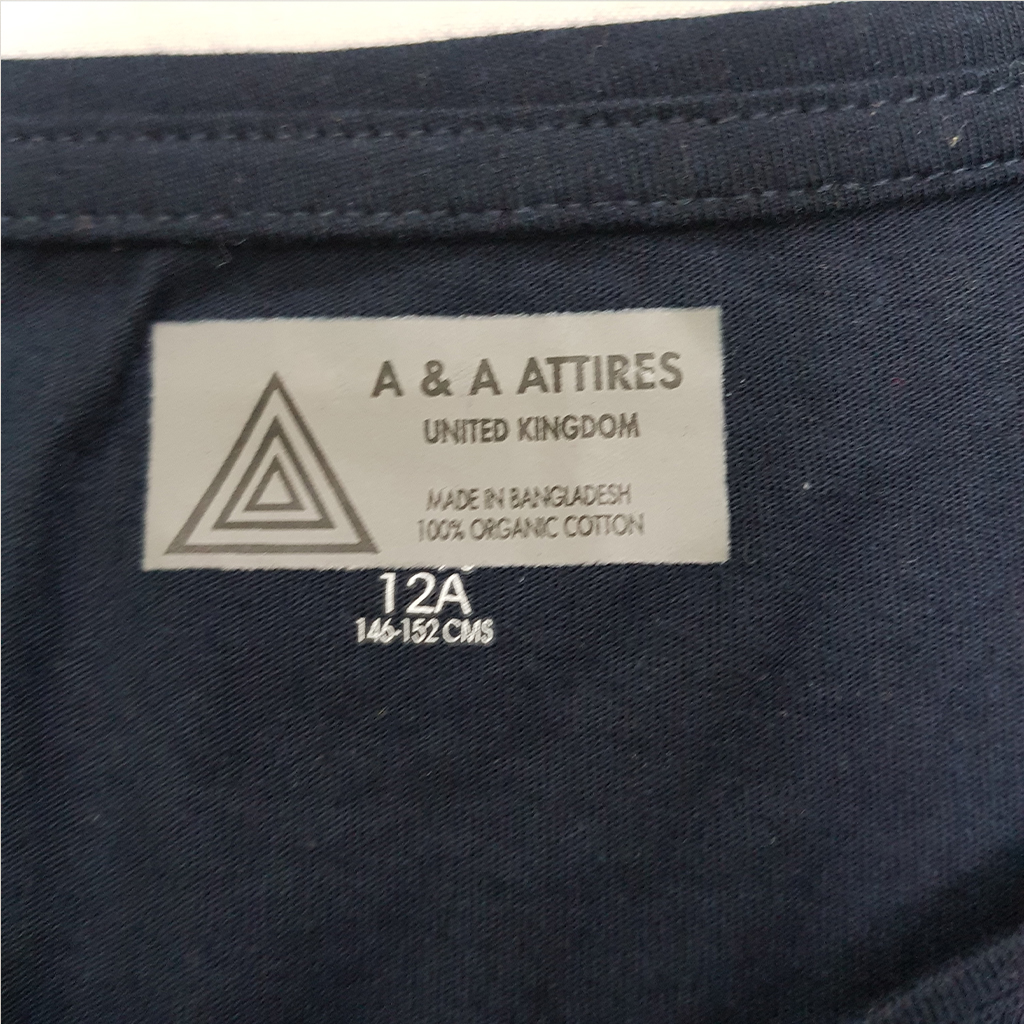 A & A ATTIRES
UNITED KINGDOM
MADE IN BANGLADESH
100% ORGANIC COTTON
12A
146-152 CMS